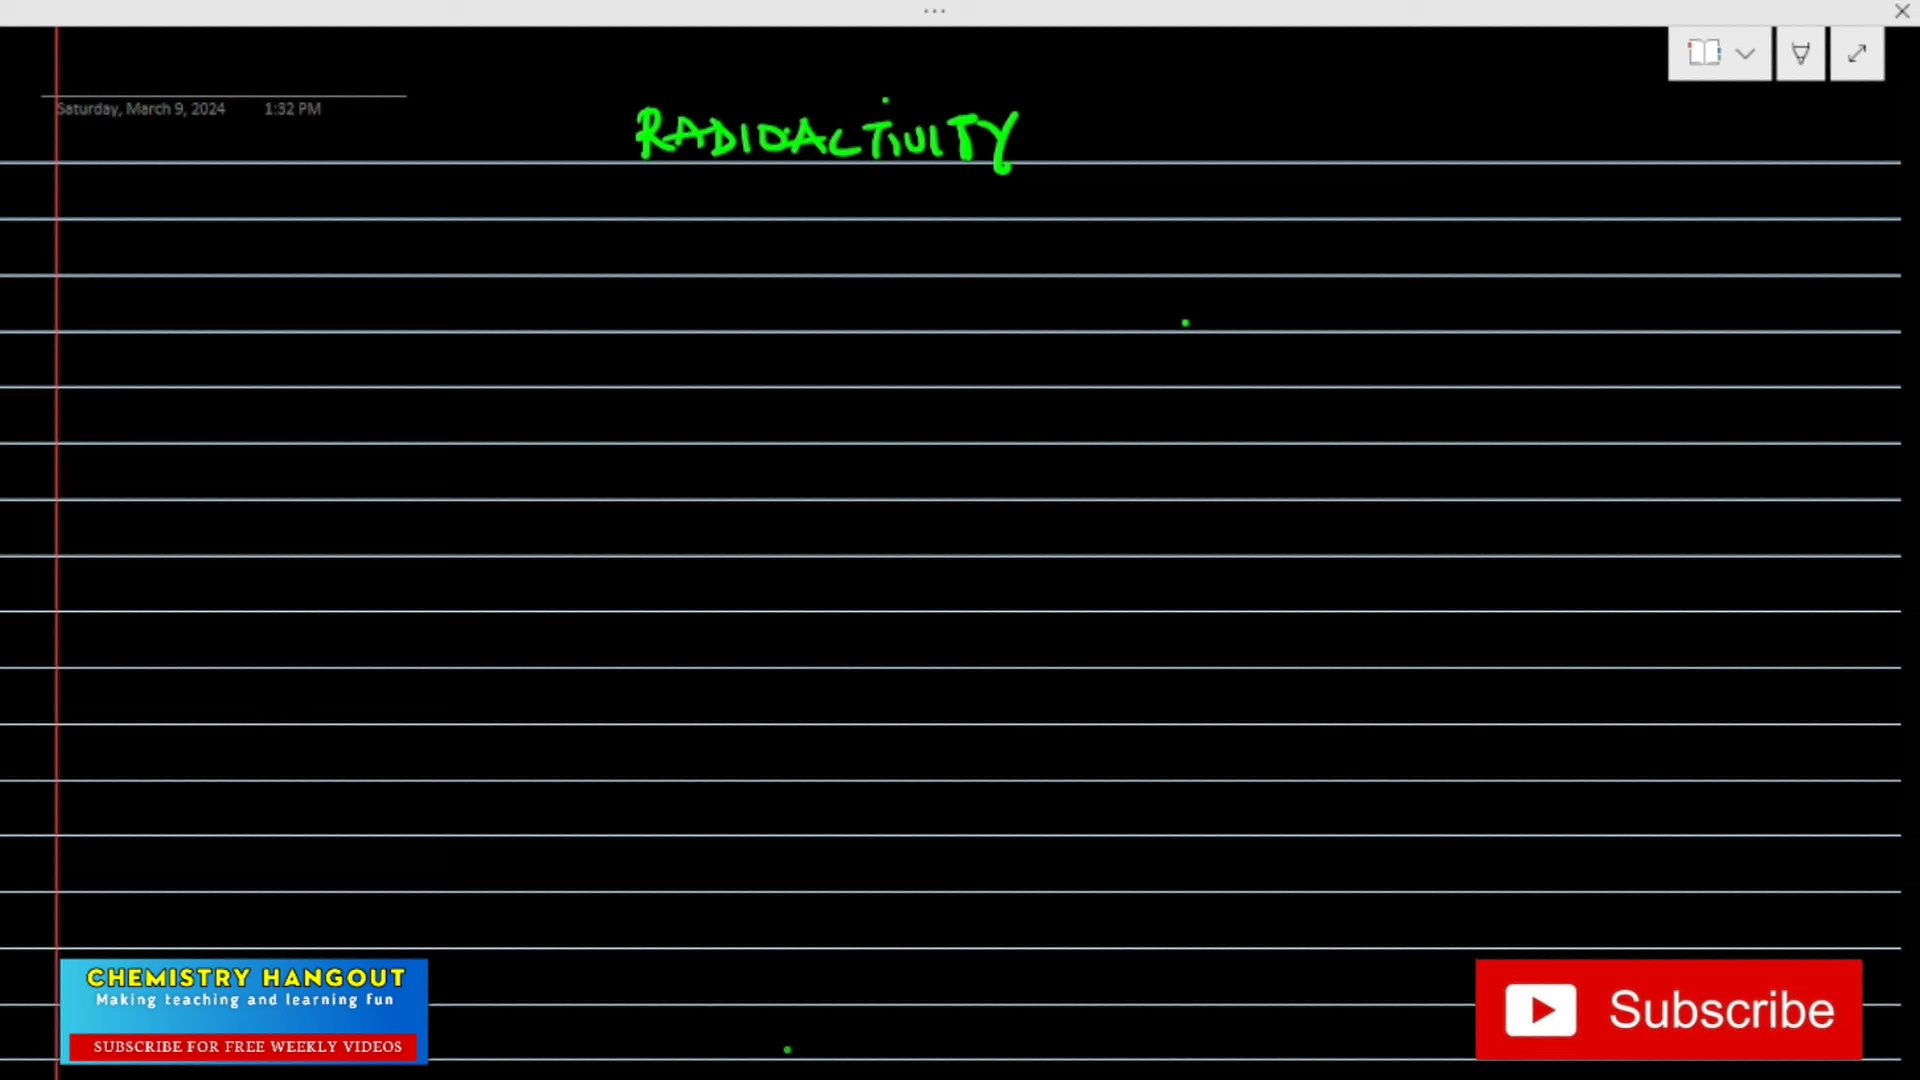 Saturday, March 9, 2024 1:32 PM
RADIOACTIVITY
CHEMISTRY HANGOUT
Making teaching and learning fun
SUBSCRIBE FOR FREE WEEKLY VIDEOS
Subscribe